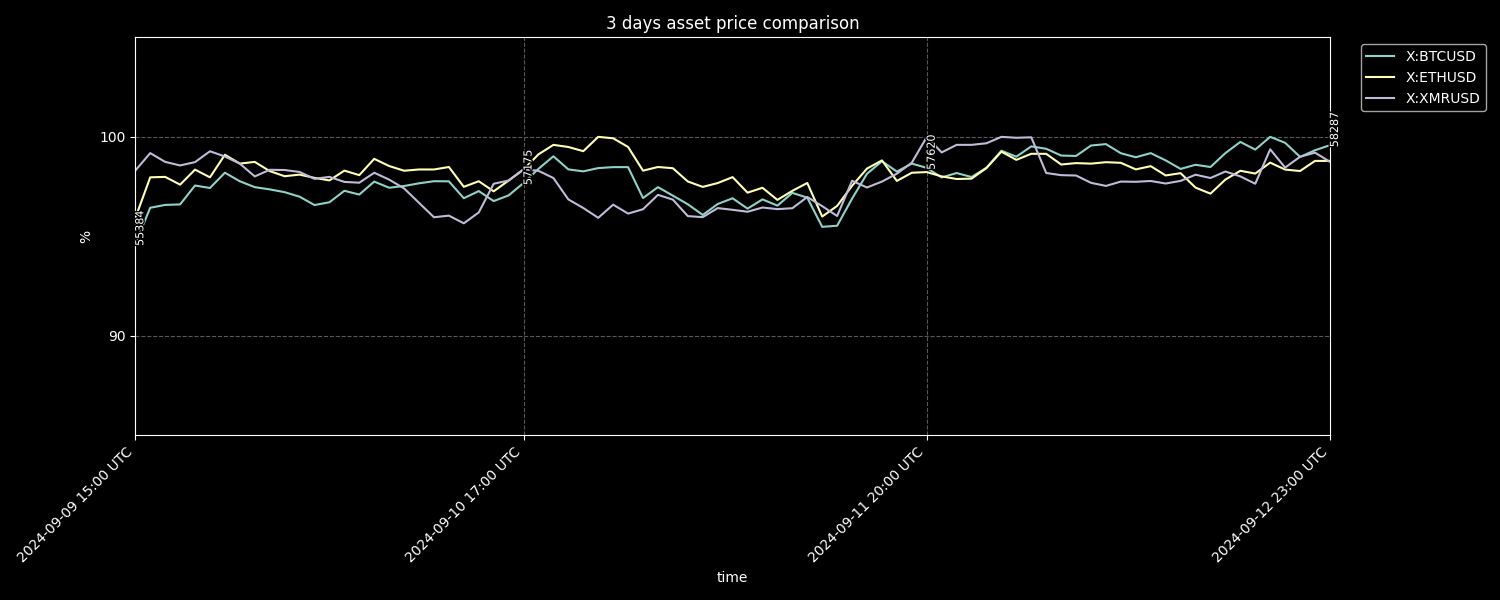 3 days asset price comparison
X:BTCUSD
X:ETHUSD
X:XMRUSD
100
90
%
55384
57175
57620
58287
2024-09-09 15:00 UTC
2024-09-10 17:00 UTC
2024-09-11 20:00 UTC
2024-09-12 23:00 UTC
time